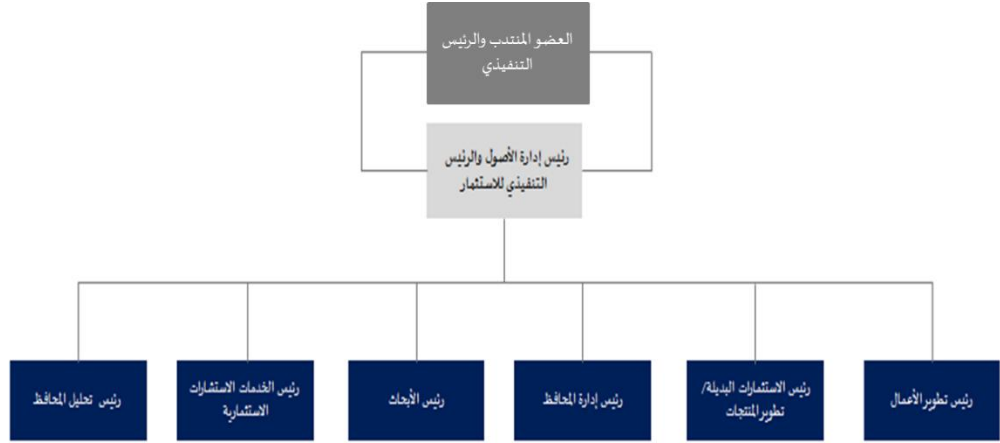 العضو المنتدب والرئيس
التنفيذي
رئيس إدارة الأصول والرئيس
التنفيذي للاستثمار
رئيس تطوير الأعمال
رئيس الاستثمارات البديلة/
تطوير المنتجات
رئيس إدارة المحافظ
رئيس الأبحاث
رئيس الخدمات الاستشارات
الاستثمارية
رئيس تحليل المحافظ